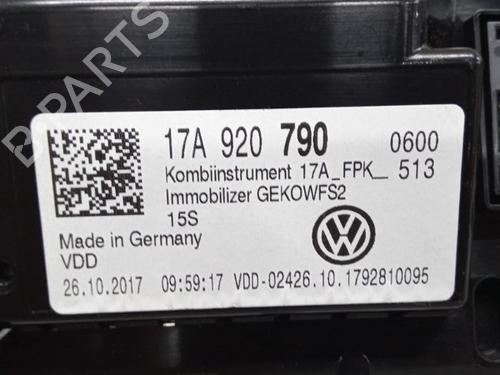 B-PARTS
17A 920 790 0600
Kombiinstrument 17A_FPK_ 513
Immobilizer GEKOWFS2
15S
Made in Germany
VDD
26.10.2017 09:59:17 VDD-02426.10.1792810095